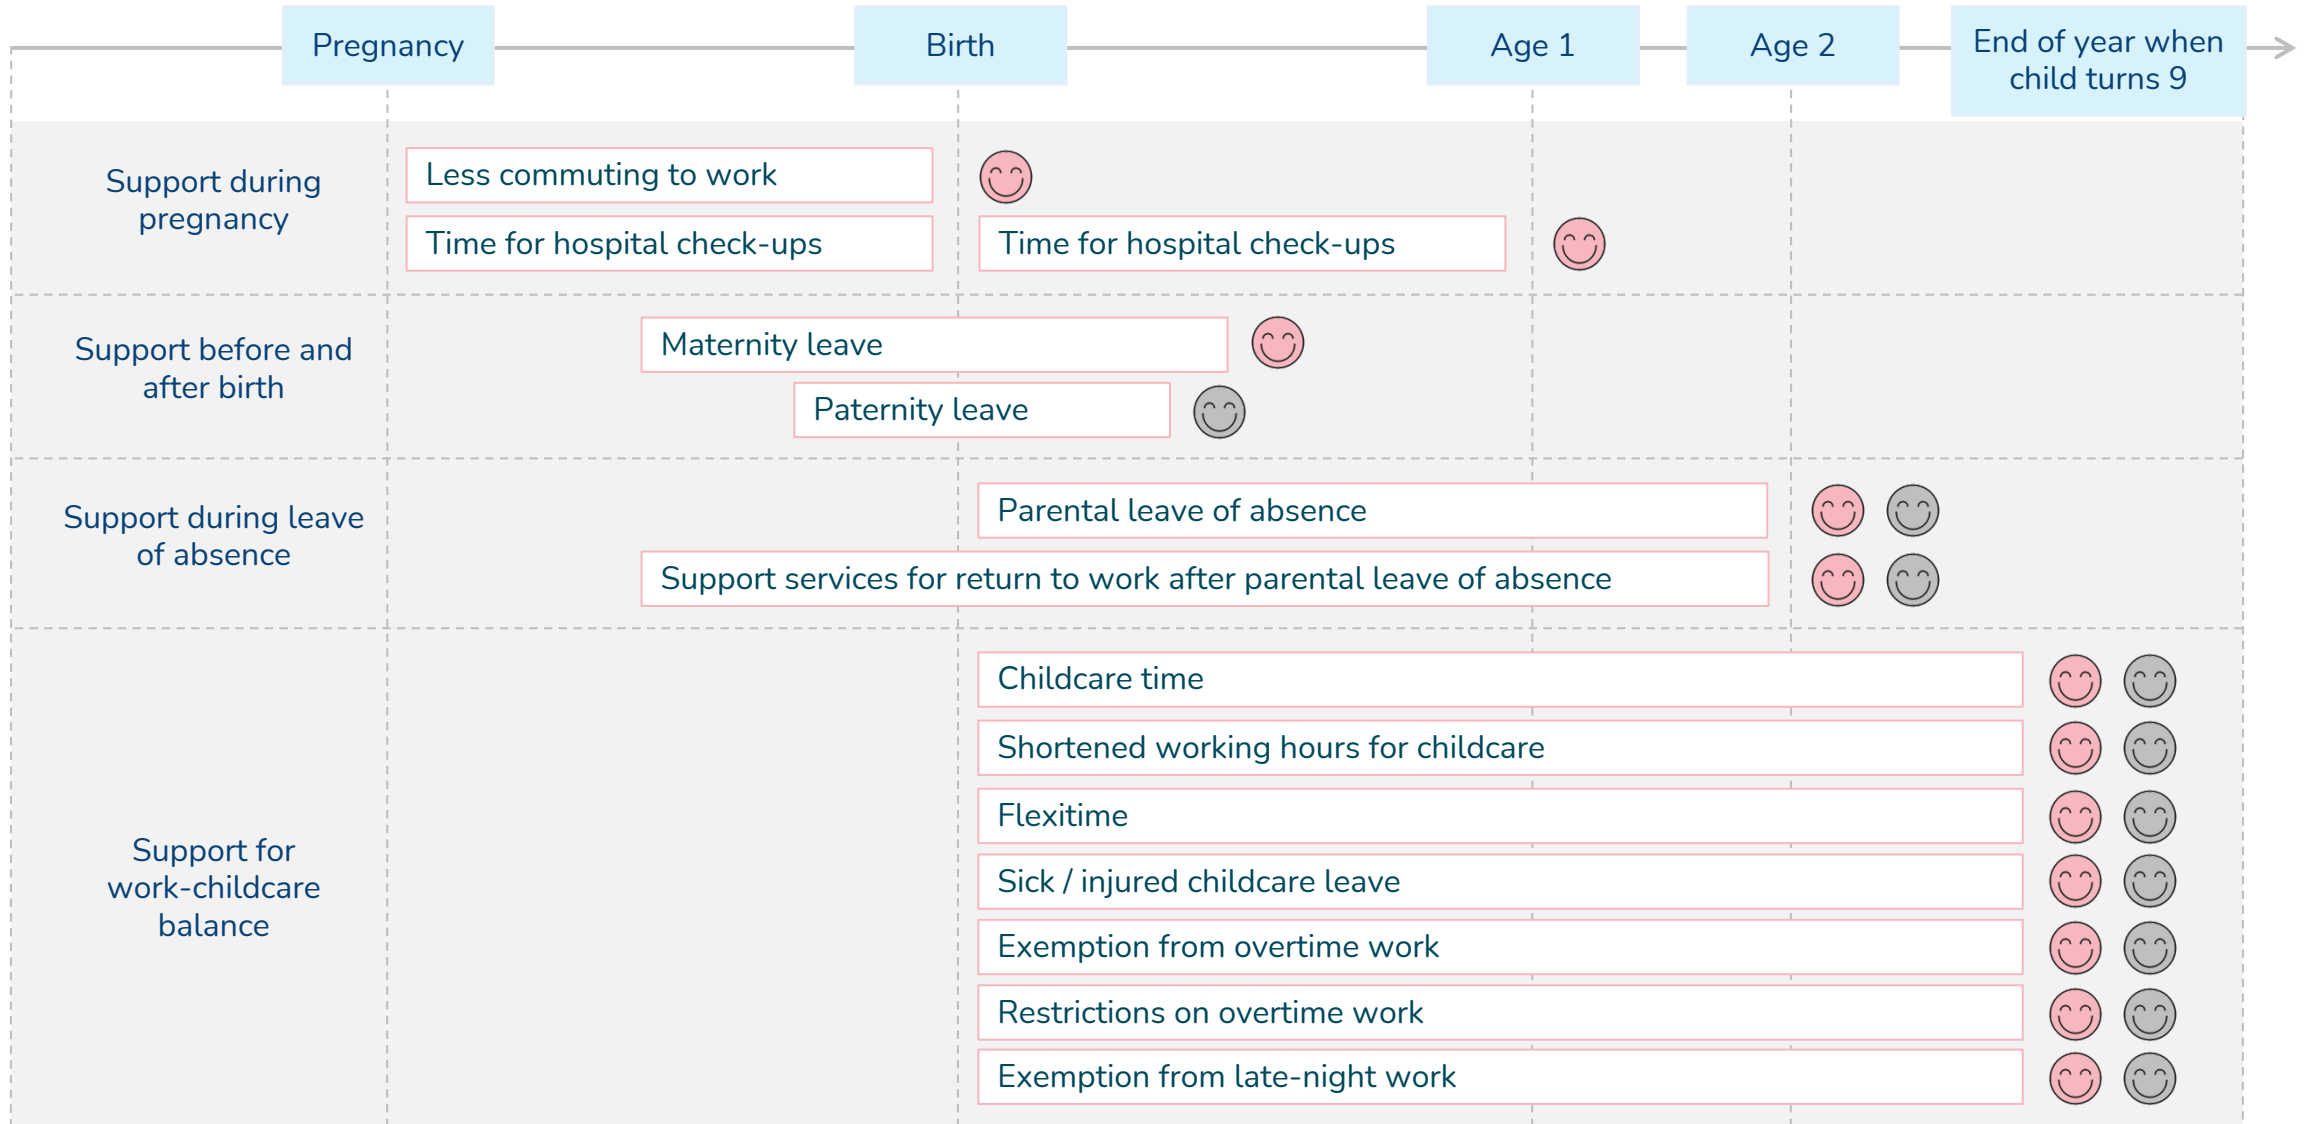 Pregnancy
Birth
Age 1
Age 2
End of year when
child turns 9
Support during
pregnancy
Less commuting to work
Time for hospital check-ups
Time for hospital check-ups
Support before and
after birth
Maternity leave
Paternity leave
Support during leave
of absence
Parental leave of absence
Support services for return to work after parental leave of absence
Support for
work-childcare
balance
Childcare time
Shortened working hours for childcare
Flexitime
Sick / injured childcare leave
Exemption from overtime work
Restrictions on overtime work
Exemption from late-night work